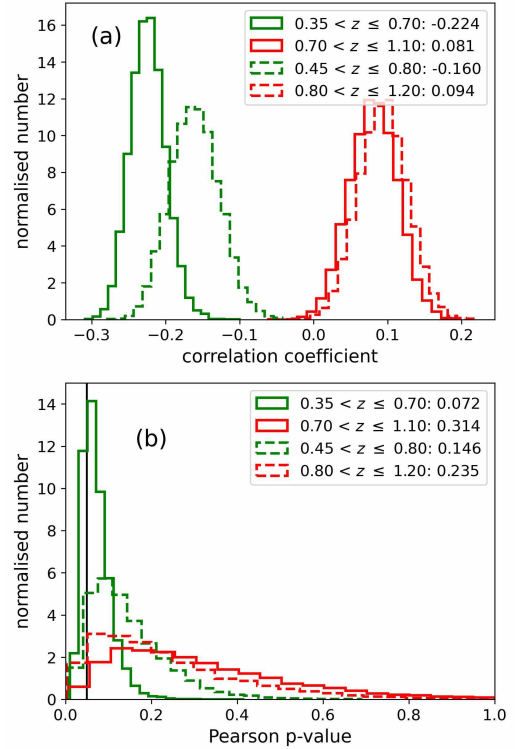 (a)
0.35 < z ≤ 0.70: -0.224
0.70 < z ≤ 1.10: 0.081
0.45 < z ≤ 0.80: -0.160
0.80 < z ≤ 1.20: 0.094
16
14
12
10
8
6
4
2
0
normalised number
−0.3 −0.2 −0.1 0.0 0.1 0.2
correlation coefficient
(b)
0.35 < z ≤ 0.70: 0.072
0.70 < z ≤ 1.10: 0.314
0.45 < z ≤ 0.80: 0.146
0.80 < z ≤ 1.20: 0.235
14
12
10
8
6
4
2
0
normalised number
0.0 0.2 0.4 0.6 0.8 1.0
Pearson p-value